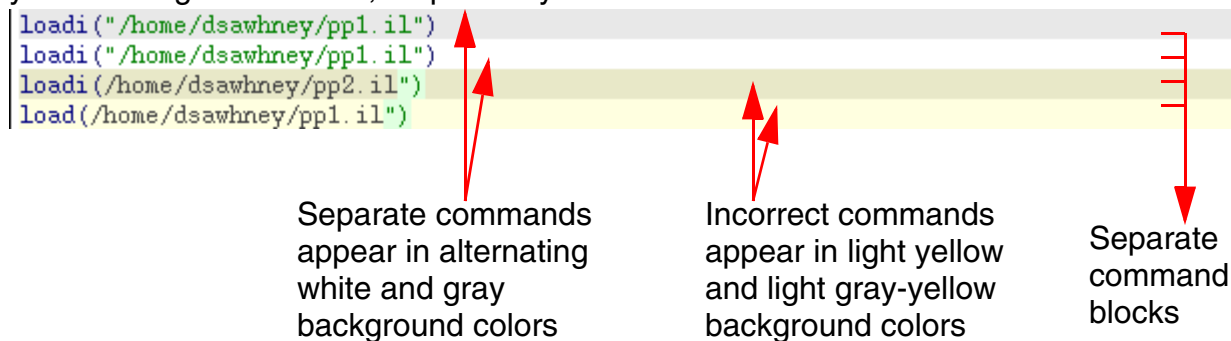 loadi("/home/dsawhney/pp1.il")
loadi("/home/dsawhney/pp1.il")
loadi(/home/dsawhney/pp2.il")
load(/home/dsawhney/pp1.il")
Separate commands
appear in alternating
white and gray
background colors
Incorrect commands
appear in light yellow
and light gray-yellow
background colors
Separate
command
blocks